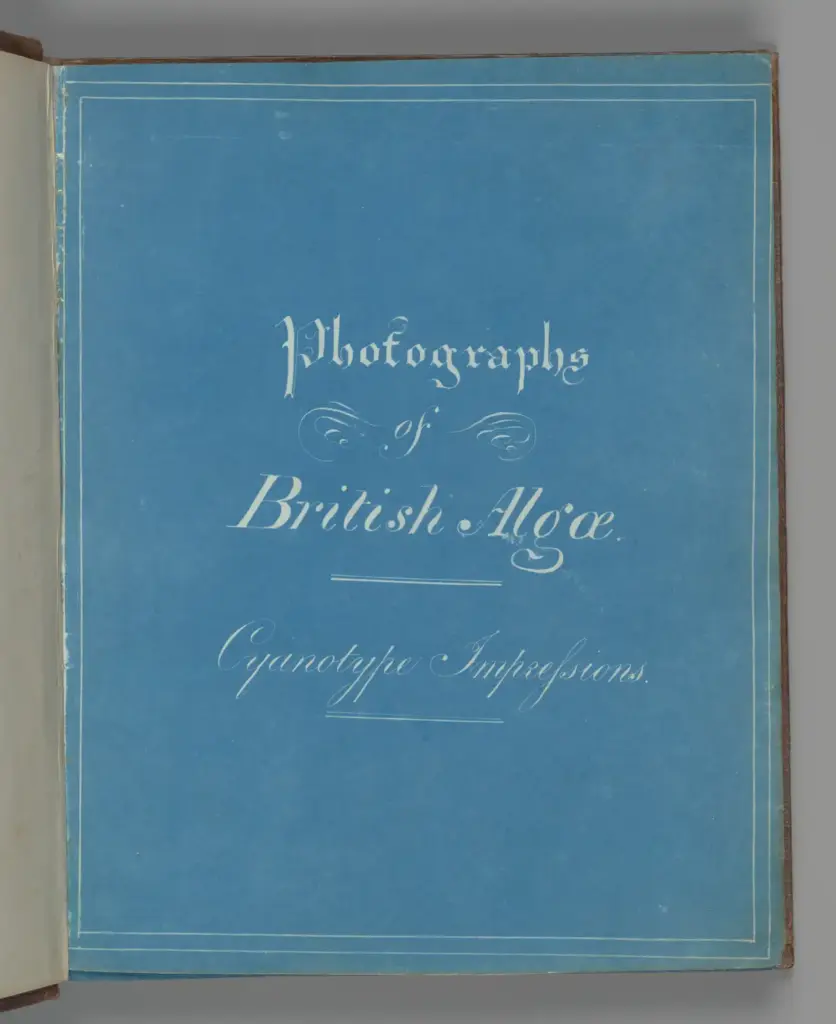 Photographs
of
British Algæ.
Cyanotype Impreſsions.